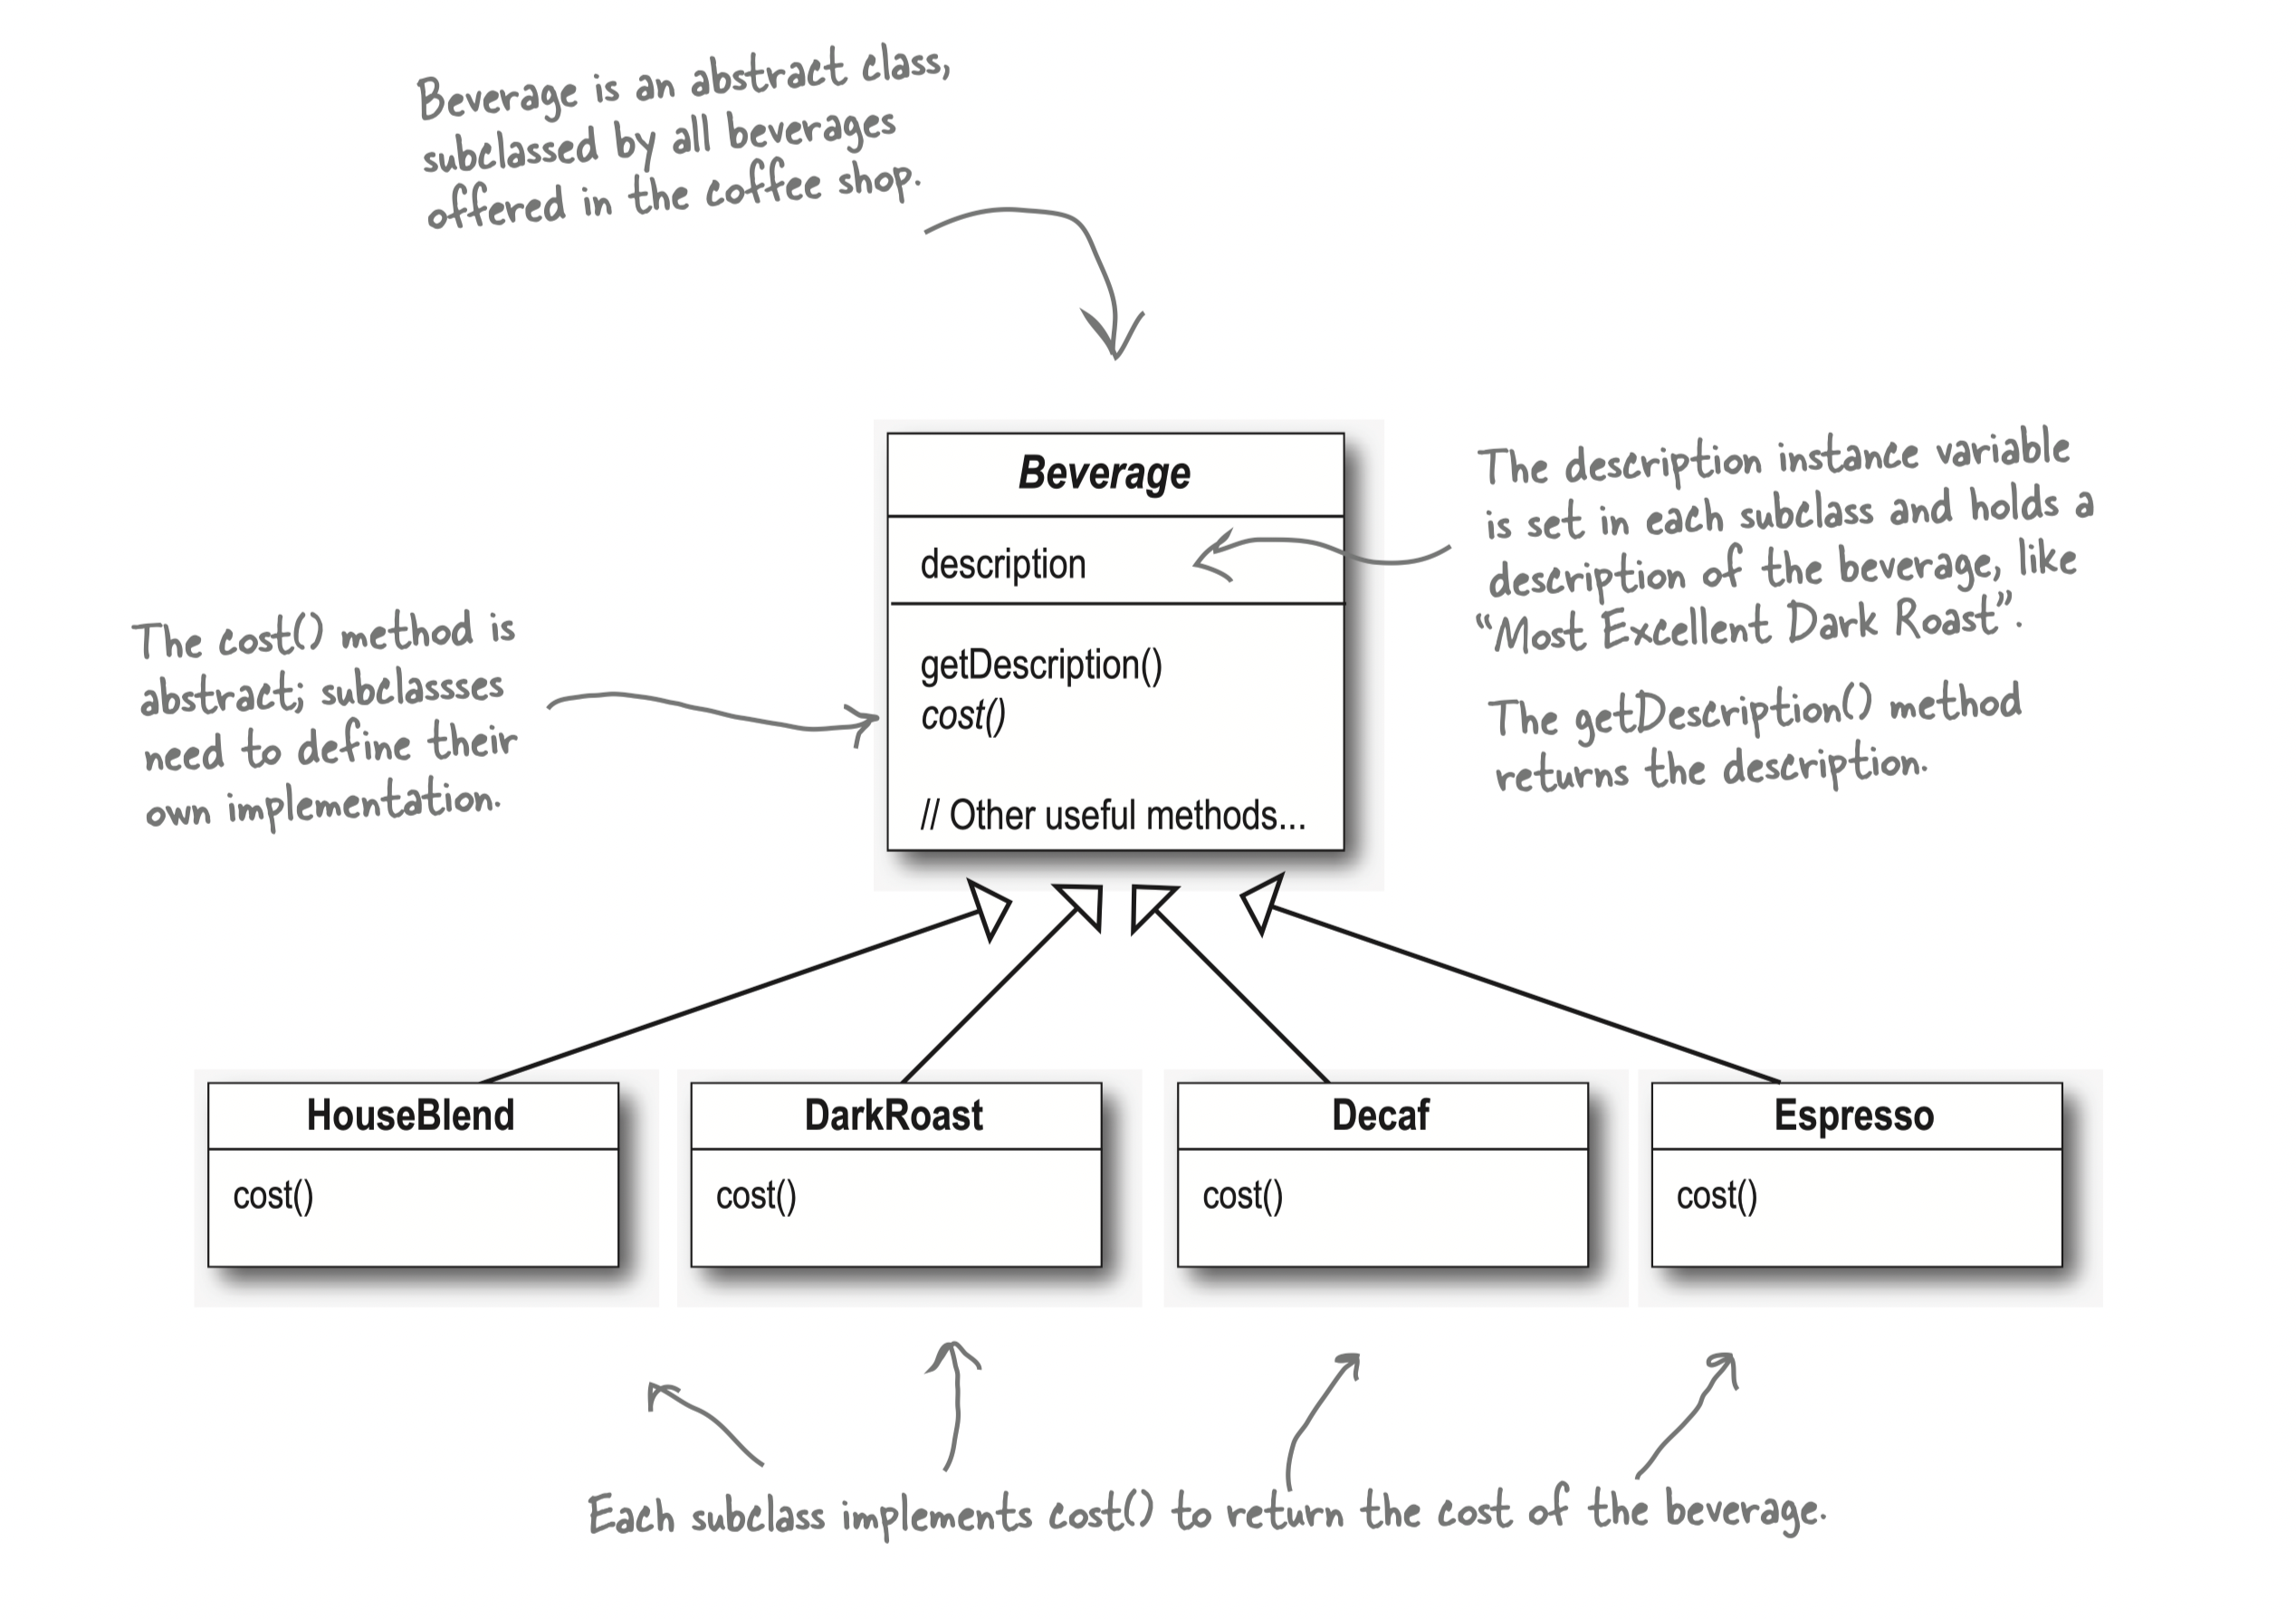 Beverage is an abstract class,
subclassed by all beverages
offered in the coffee shop.
Beverage
description
getDescription()
cost()
// Other useful methods...
The description instance variable
is set in each subclass and holds a
description of the beverage, like
“Most Excellent Dark Roast”.
The getDescription() method
returns the description.
The cost() method is
abstract; subclassses
need to define their
own implementation.
HouseBlend
cost()
DarkRoast
cost()
Decaf
cost()
Espresso
cost()
Each subclass implements cost() to return the cost of the beverage.